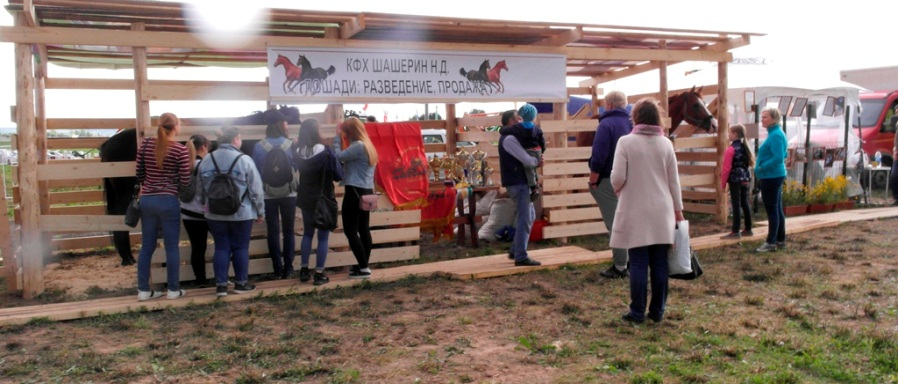 КФХ ШАШЕРИН Н.Д.
ЛОШАДИ: РАЗВЕДЕНИЕ, ПРОДАЖА